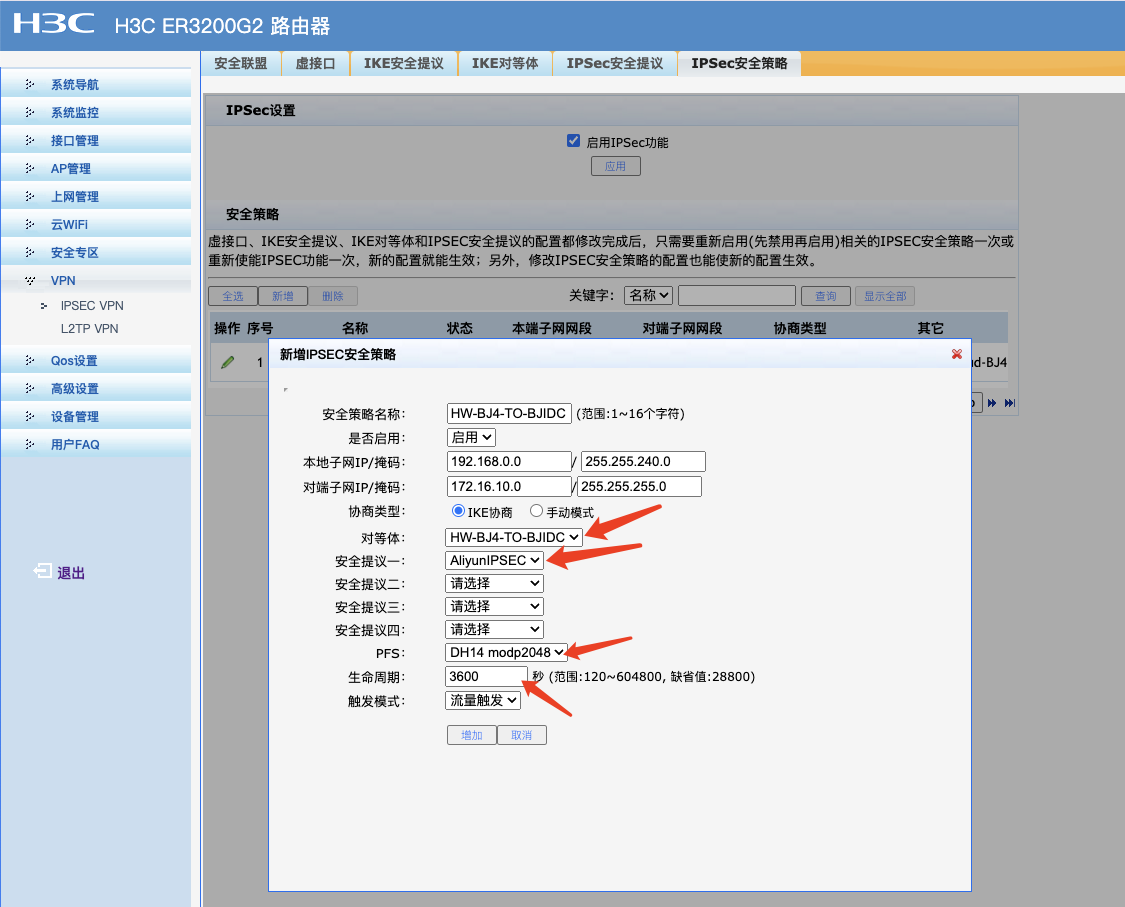 H3C H3C ER3200G2 路由器
安全联盟 虚接口 IKE安全提议 IKE对等体 IPSec安全提议 IPSec安全策略
系统导航
系统监控
接口管理
AP管理
上网管理
云WiFi
安全专区
VPN
IPSEC VPN
L2TP VPN
Qos设置
高级设置
设备管理
用户FAQ
退出
IPSec设置
启用IPSec功能
应用
安全策略
虚接口、IKE安全提议、IKE对等体和IPSEC安全提议的配置都修改完成后，只需要重新启用(先禁用再启用)相关的IPSEC安全策略一次或
重新使能IPSEC功能一次，新的配置就能生效；另外，修改IPSEC安全策略的配置也能使新的配置生效。
全选 新增 删除 关键字： 名称 查询 显示全部
操作 序号 名称 状态 本端子网网段 对端子网网段 协商类型 其它
1 d-BJ4
新增IPSEC安全策略
安全策略名称： HW-BJ4-TO-BJIDC (范围:1~16个字符)
是否启用： 启用
本地子网IP/掩码： 192.168.0.0 / 255.255.240.0
对端子网IP/掩码： 172.16.10.0 / 255.255.255.0
协商类型： IKE协商 手动模式
对等体： HW-BJ4-TO-BJIDC
安全提议一： AliyunIPSEC
安全提议二： 请选择
安全提议三： 请选择
安全提议四： 请选择
PFS： DH14 modp2048
生命周期： 3600 秒 (范围:120~604800, 缺省值:28800)
触发模式： 流量触发
增加 取消